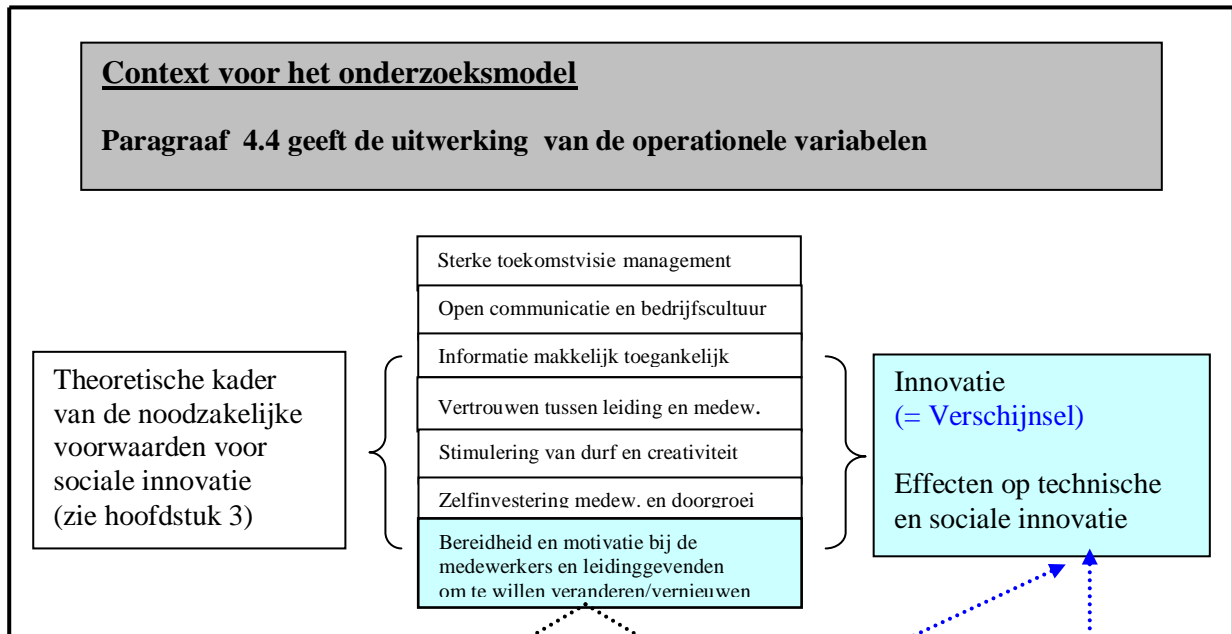 Context voor het onderzoeksmodel
Paragraaf 4.4 geeft de uitwerking van de operationele variabelen
Theoretische kader
van de noodzakelijke
voorwaarden voor
sociale innovatie
(zie hoofdstuk 3)
Sterke toekomstvisie management
Open communicatie en bedrijfscultuur
Informatie makkelijk toegankelijk
Vertrouwen tussen leiding en medew.
Stimulering van durf en creativiteit
Zelfinvestering medew. en doorgroei
Bereidheid en motivatie bij de
medewerkers en leidinggevenden
om te willen veranderen/vernieuwen
Innovatie
(= Verschijnsel)
Effecten op technische
en sociale innovatie